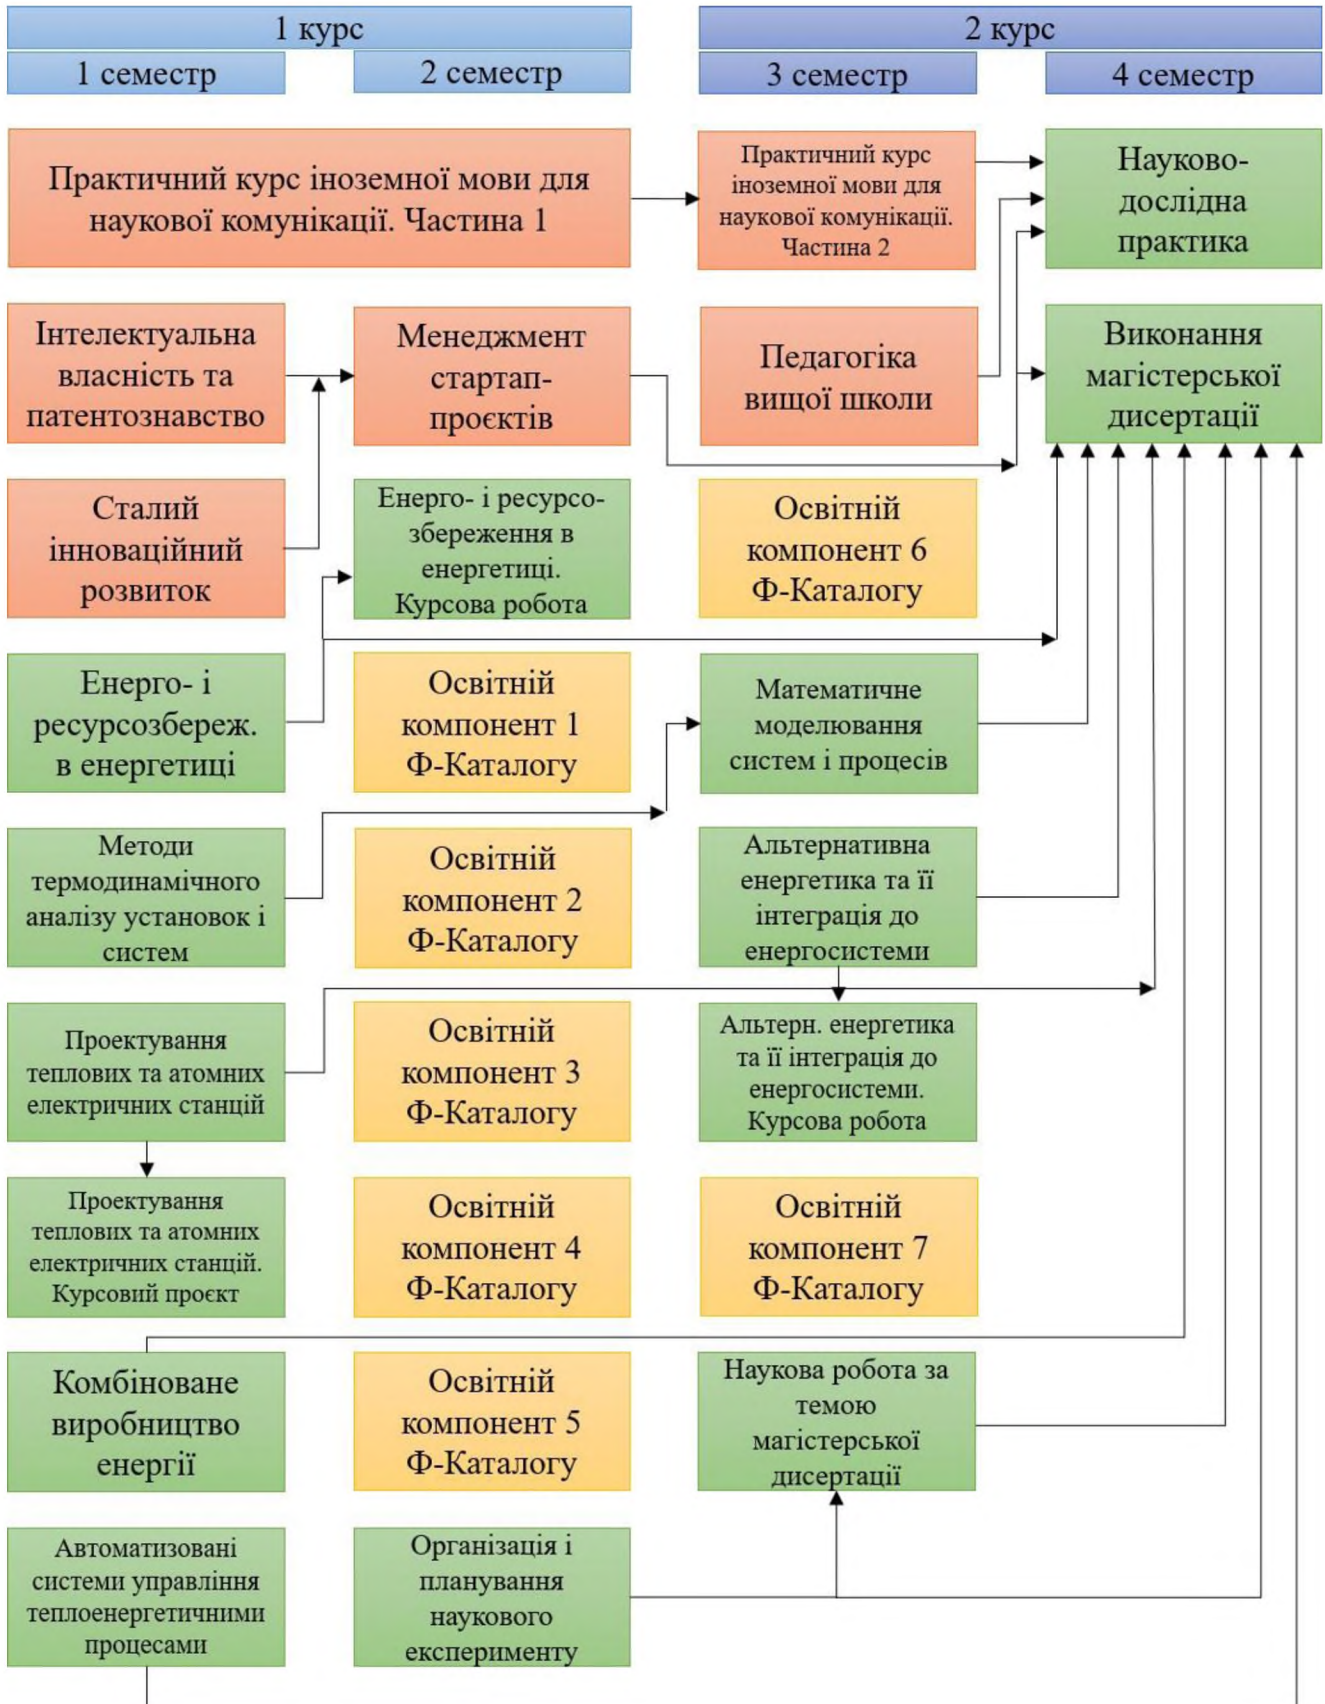 1 курс
2 курс
1 семестр
2 семестр
3 семестр
4 семестр
Практичний курс іноземної мови для
наукової комунікації. Частина 1
Практичний курс
іноземної мови для
наукової комунікації.
Частина 2
Науково-
дослідна
практика
Інтелектуальна
власність та
патентознавство
Менеджмент
стартап-
проєктів
Педагогіка
вищої школи
Виконання
магістерської
дисертації
Сталий
інноваційний
розвиток
Енерго- і ресурсо-
збереження в
енергетиці.
Курсова робота
Освітній
компонент 6
Ф-Каталогу
Енерго- і
ресурсозбереж.
в енергетиці
Освітній
компонент 1
Ф-Каталогу
Математичне
моделювання
систем і процесів
Методи
термодинамічного
аналізу установок і
систем
Освітній
компонент 2
Ф-Каталогу
Альтернативна
енергетика та її
інтеграція до
енергосистеми
Проектування
теплових та атомних
електричних станцій
Освітній
компонент 3
Ф-Каталогу
Альтерн. енергетика
та її інтеграція до
енергосистеми.
Курсова робота
Проектування
теплових та атомних
електричних станцій.
Курсовий проєкт
Освітній
компонент 4
Ф-Каталогу
Освітній
компонент 7
Ф-Каталогу
Комбіноване
виробництво
енергії
Освітній
компонент 5
Ф-Каталогу
Наукова робота за
темою
магістерської
дисертації
Автоматизовані
системи управління
теплоенергетичними
процесами
Організація і
планування
наукового
експерименту